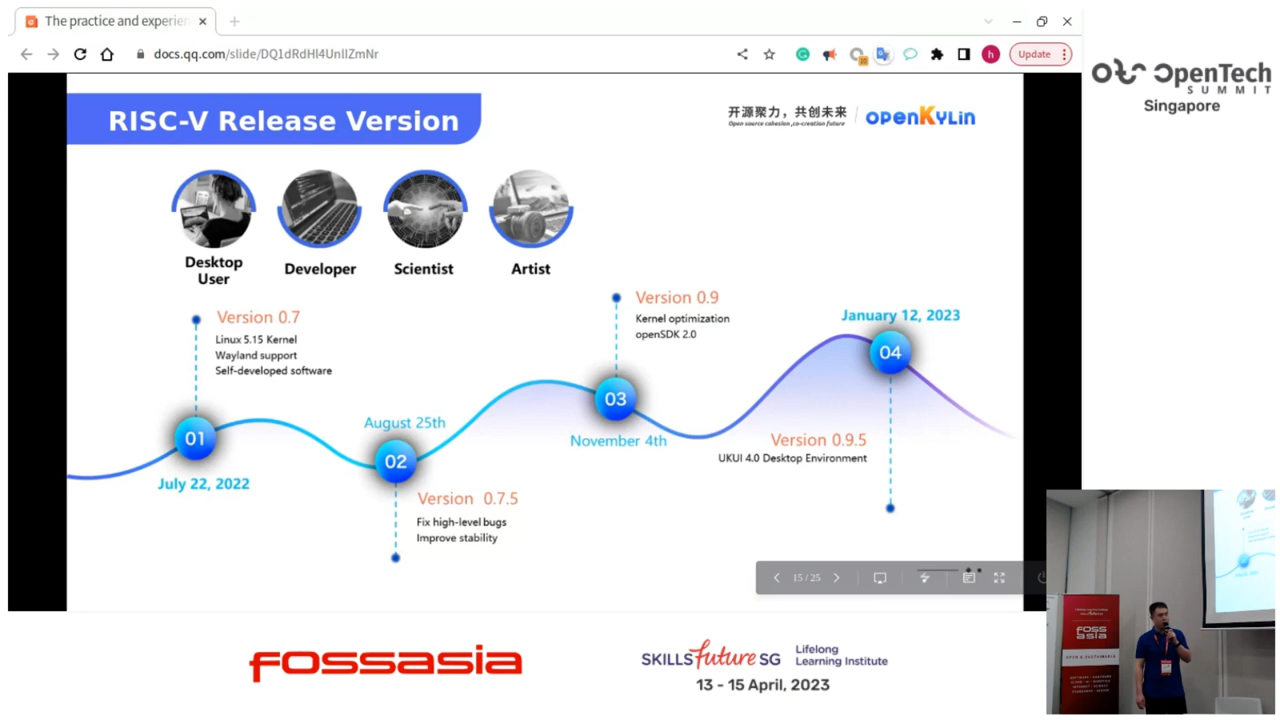 The practice and experien
docs.qq.com/slide/DQ1dRdHl4UnlIZmNr
Update
OpenTech
SUMMIT
Singapore
RISC-V Release Version
开源聚力，共创未来
Open source cohesion ,co-creation future
openKylin
Desktop
User
Developer
Scientist
Artist
Version 0.7
Linux 5.15 Kernel
Wayland support
Self-developed software
01
July 22, 2022
August 25th
02
Version 0.7.5
Fix high-level bugs
Improve stability
Version 0.9
Kernel optimization
openSDK 2.0
03
November 4th
January 12, 2023
04
Version 0.9.5
UKUI 4.0 Desktop Environment
15 / 25
FOSS
ASIA
fossasia
SKILLS future SG
Lifelong
Learning Institute
13 - 15 April, 2023